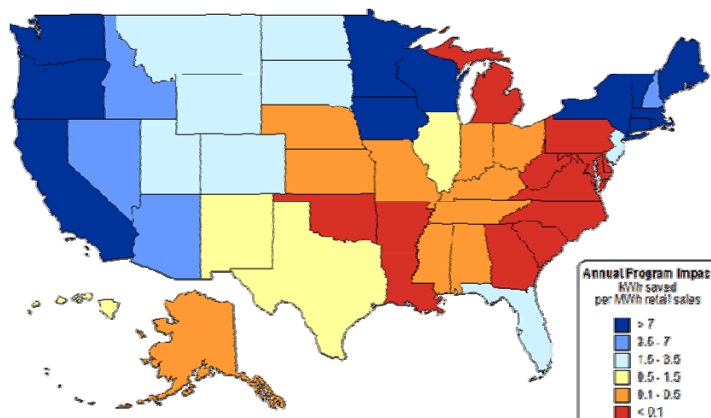 Annual Program Impac
KWh saved
per MWh retail sales
> 7
3.5 - 7
1.5 - 3.5
0.5 - 1.5
0.1 - 0.5
< 0.1